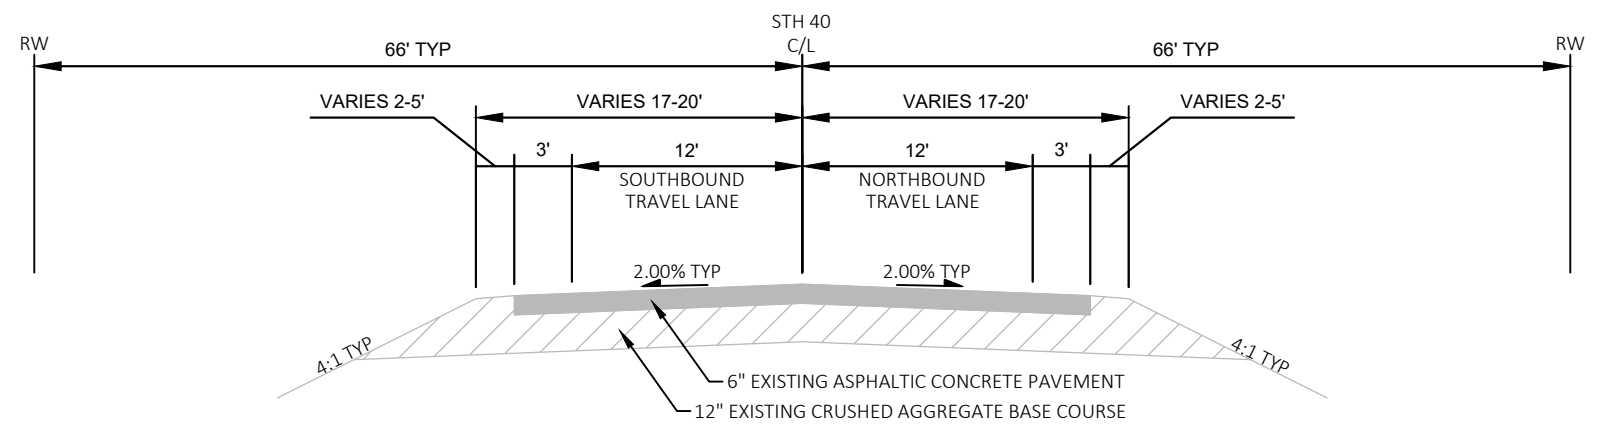 STH 40
C/L
RW
66' TYP
66' TYP
RW
VARIES 2-5'
VARIES 17-20'
VARIES 17-20'
VARIES 2-5'
3'
12'
12'
3'
SOUTHBOUND
TRAVEL LANE
NORTHBOUND
TRAVEL LANE
2.00% TYP
2.00% TYP
4:1 TYP
4:1 TYP
6" EXISTING ASPHALTIC CONCRETE PAVEMENT
12" EXISTING CRUSHED AGGREGATE BASE COURSE